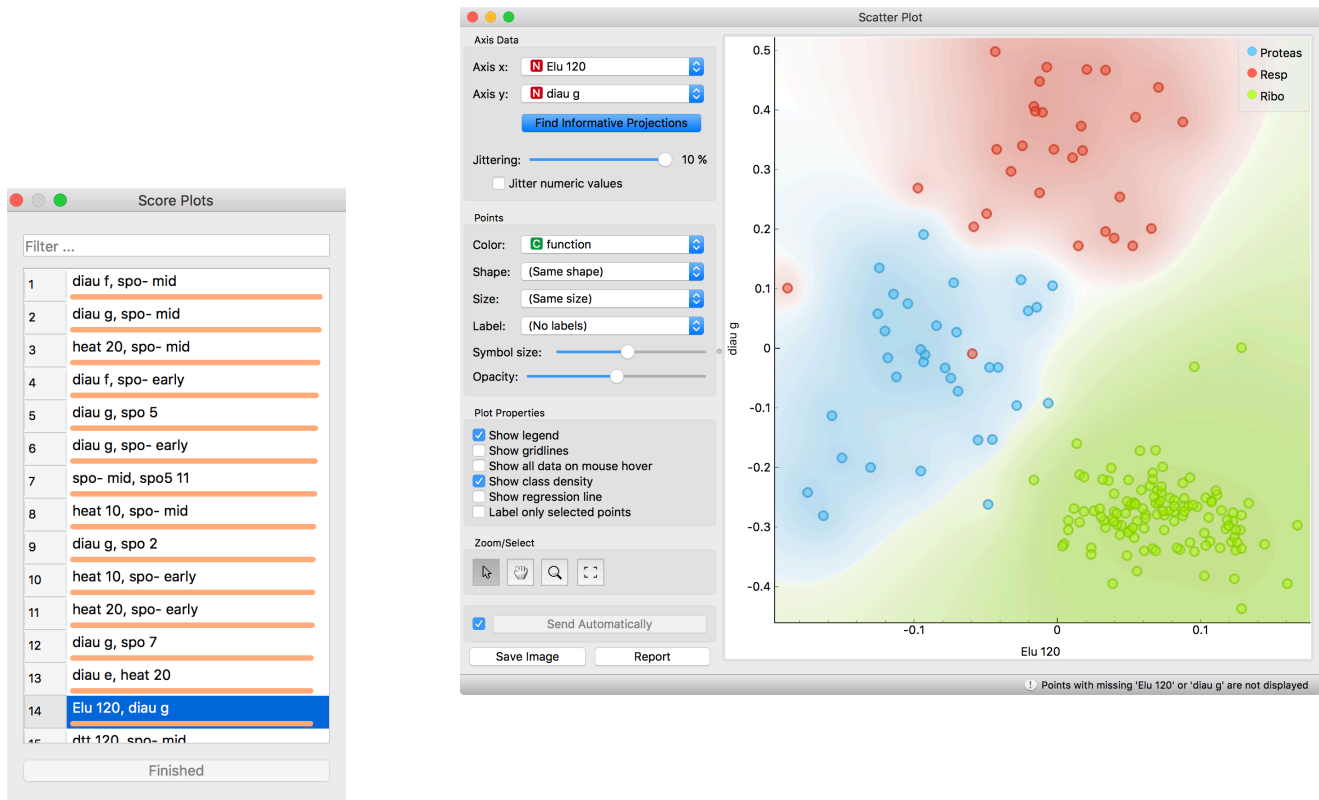 Score Plots
Filter ...
1 diau f, spo- mid
2 diau g, spo- mid
3 heat 20, spo- mid
4 diau f, spo- early
5 diau g, spo 5
6 diau g, spo- early
7 spo- mid, spo5 11
8 heat 10, spo- mid
9 diau g, spo 2
10 heat 10, spo- early
11 heat 20, spo- early
12 diau g, spo 7
13 diau e, heat 20
14 Elu 120, diau g
15 dtt 120, spo- mid
Finished
Scatter Plot
Axis Data
Axis x: N Elu 120
Axis y: N diau g
Find Informative Projections
Jittering: 10 %
Jitter numeric values
Points
Color: C function
Shape: (Same shape)
Size: (Same size)
Label: (No labels)
Symbol size:
Opacity:
Plot Properties
Show legend
Show gridlines
Show all data on mouse hover
Show class density
Show regression line
Label only selected points
Zoom/Select
Send Automatically
Save Image Report
Proteas
Resp
Ribo
0.5
0.4
0.3
0.2
0.1
0
-0.1
-0.2
-0.3
-0.4
diau g
-0.1 0 0.1
Elu 120
Points with missing 'Elu 120' or 'diau g' are not displayed